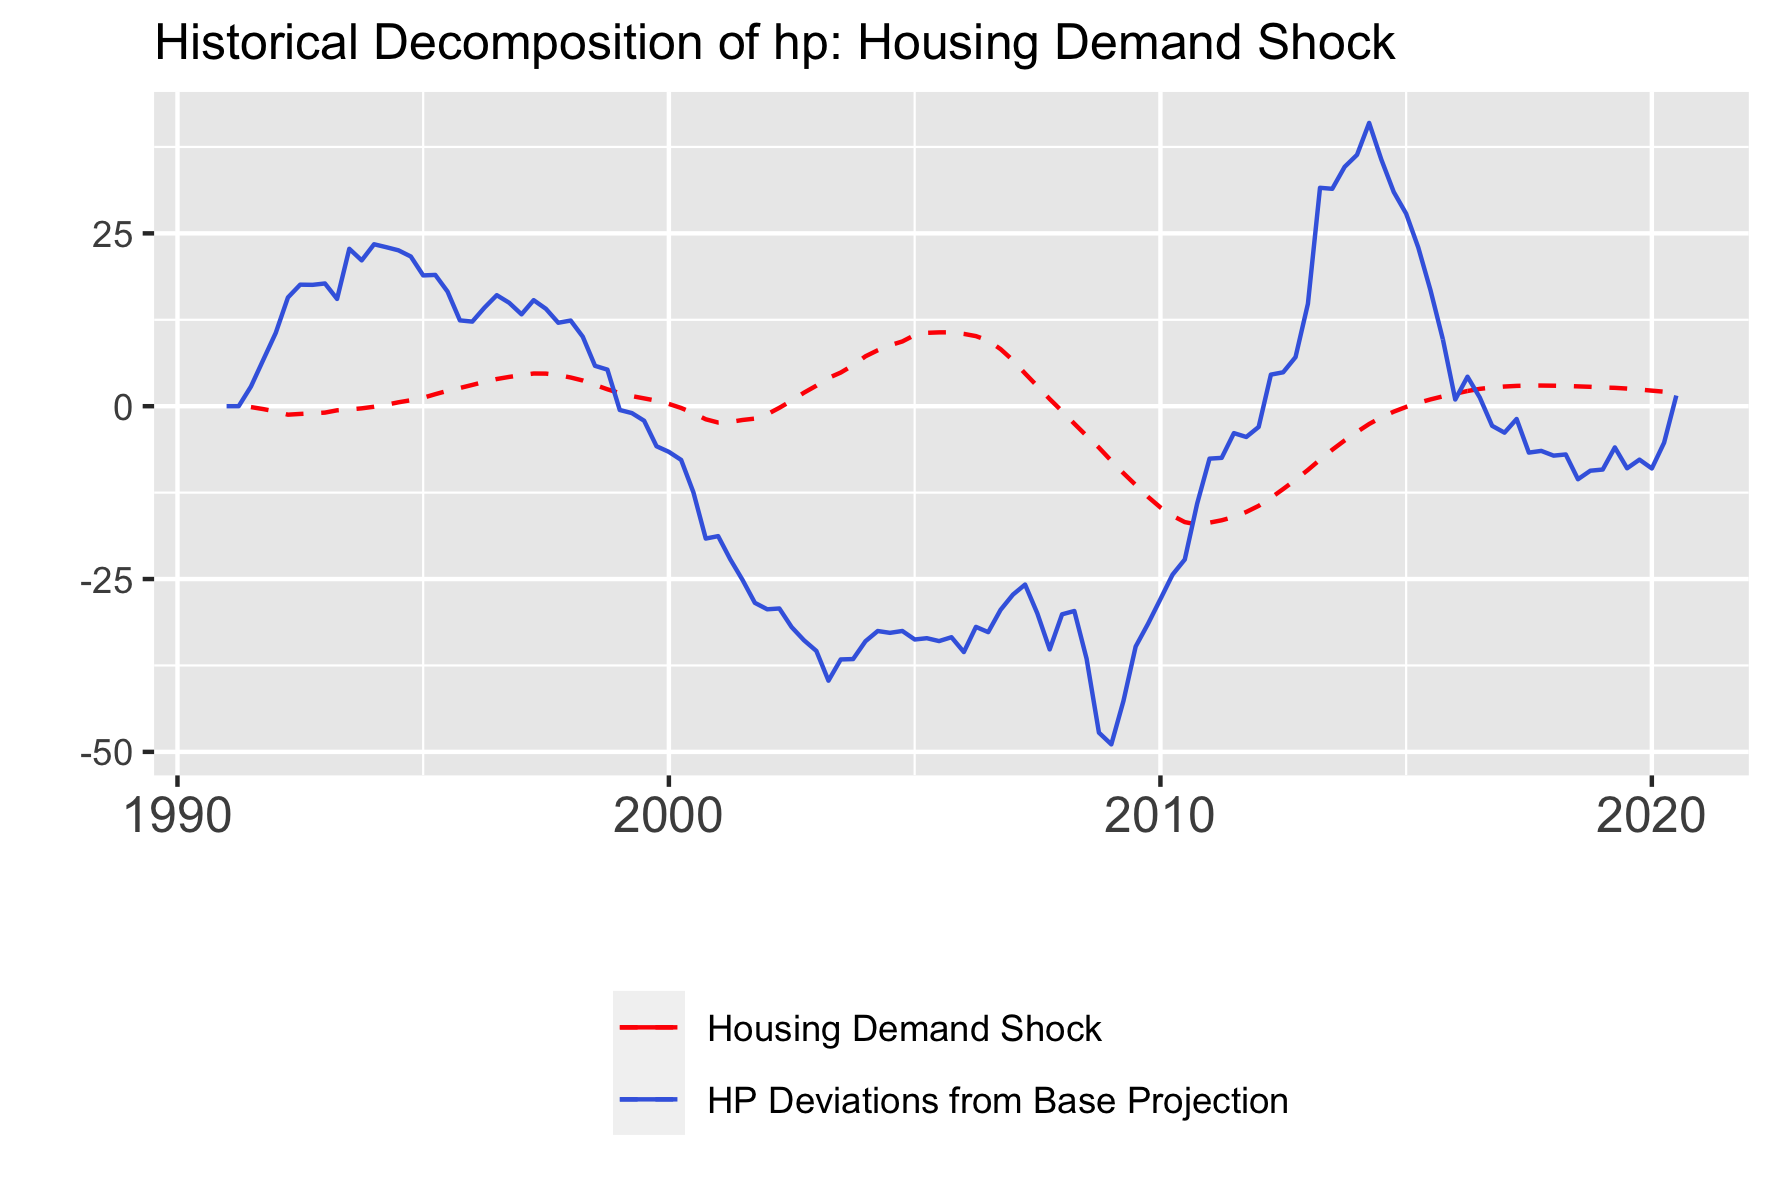 Historical Decomposition of hp: Housing Demand Shock
25
0
-25
-50
1990
2000
2010
2020
Housing Demand Shock
HP Deviations from Base Projection